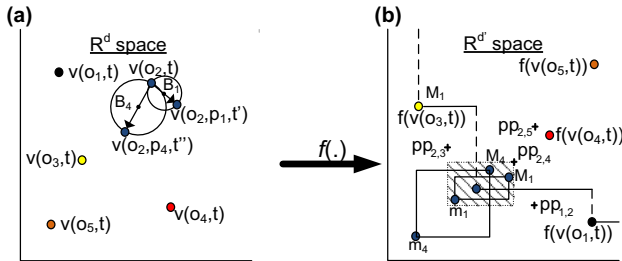 (a)
R^d space
v(o1,t)
v(o2,t)
B1
B4
v(o2,p1,t')
v(o2,p4,t'')
v(o3,t)
v(o4,t)
v(o5,t)
f(.)
(b)
R^d' space
f(v(o5,t))
M1
f(v(o3,t))
pp2,5
f(v(o4,t))
pp2,3
M4
pp2,4
M1
m1
pp1,2
m4
f(v(o1,t))